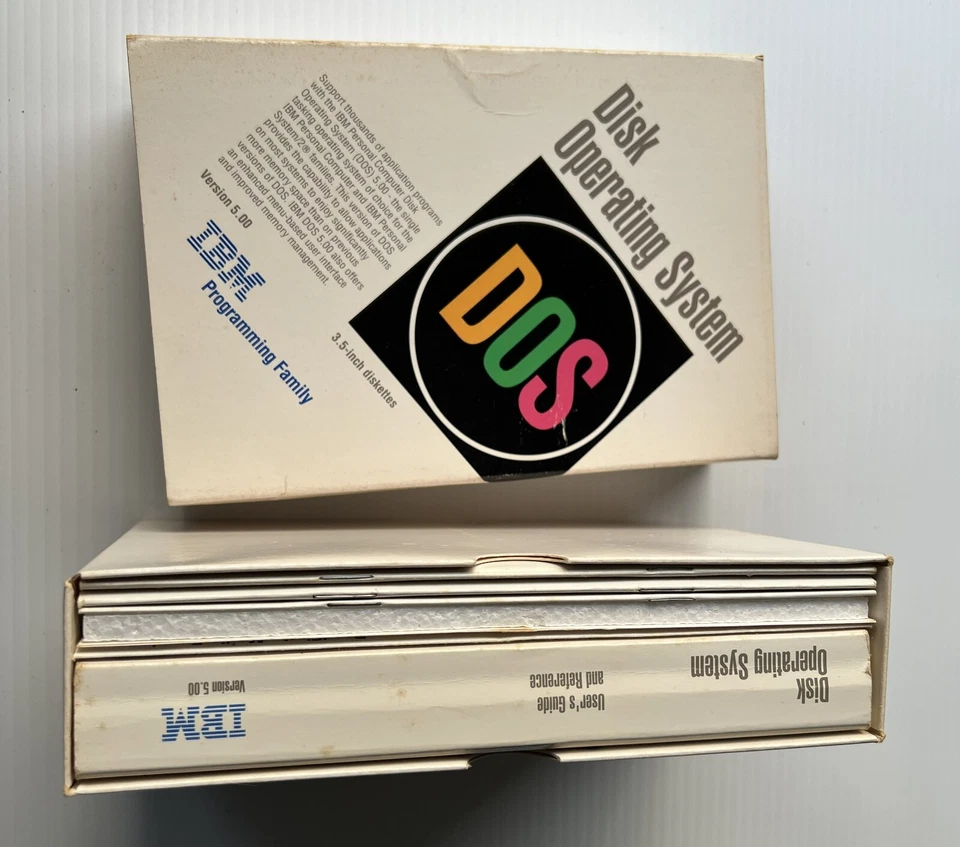 Disk
Operating System
Support thousands of application programs
with the IBM Personal Computer Disk
Operating System (DOS) 5.00 - the single
tasking operating system of choice for the
IBM Personal Computer and IBM Personal
System/2® families. This version of DOS
provides the capability to allow applications
on most systems to enjoy significantly
more memory space than on previous
versions of DOS. IBM DOS 5.00 also offers
an enhanced menu-based user interface
and improved memory management.
DOS
Version 5.00
IBM
Programming Family
3.5-inch diskettes
Disk
Operating System
User's Guide
and Reference
Version 5.00
IBM